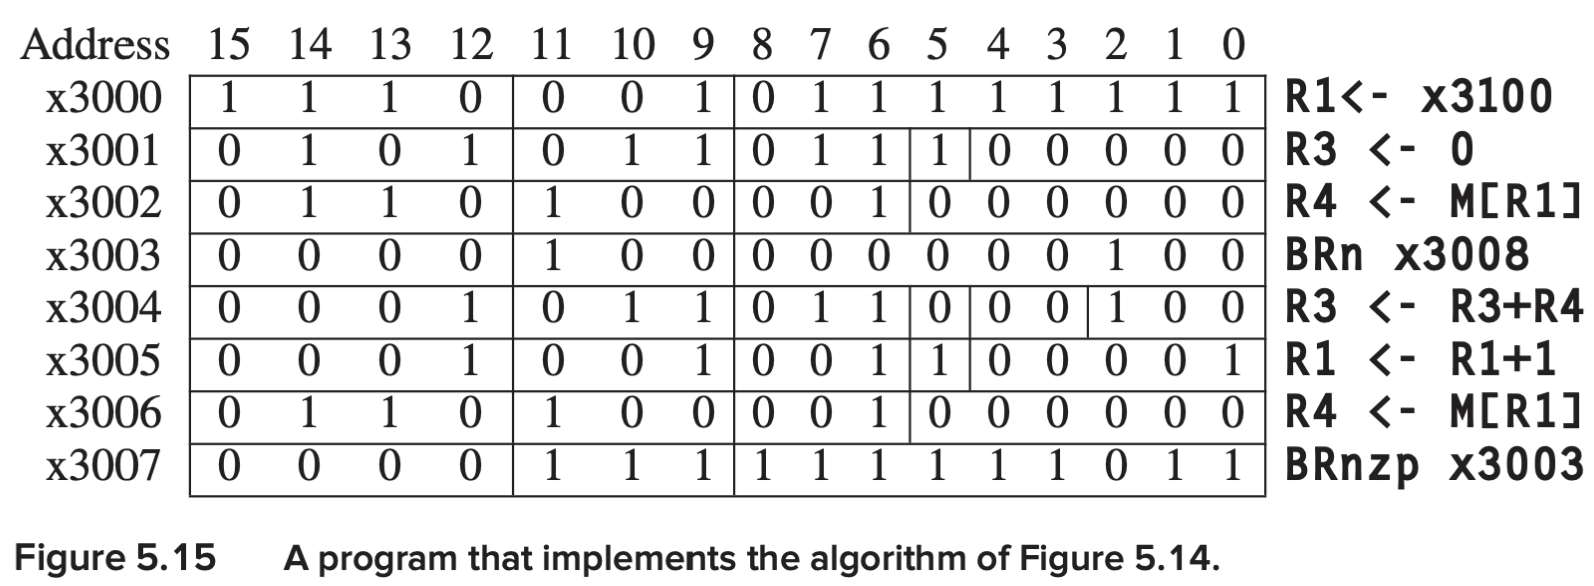 Address 15 14 13 12 11 10 9 8 7 6 5 4 3 2 1 0
x3000 1 1 1 0 0 0 1 0 1 1 1 1 1 1 1 1 R1<- x3100
x3001 0 1 0 1 0 1 1 0 1 1 1 0 0 0 0 0 R3 <- 0
x3002 0 1 1 0 1 0 0 0 0 1 0 0 0 0 0 0 R4 <- M[R1]
x3003 0 0 0 0 1 0 0 0 0 0 0 0 0 1 0 0 BRn x3008
x3004 0 0 0 1 0 1 1 0 1 1 0 0 0 1 0 0 R3 <- R3+R4
x3005 0 0 0 1 0 0 1 0 0 1 1 0 0 0 0 1 R1 <- R1+1
x3006 0 1 1 0 1 0 0 0 0 1 0 0 0 0 0 0 R4 <- M[R1]
x3007 0 0 0 0 1 1 1 1 1 1 1 1 1 0 1 1 BRnzp x3003
Figure 5.15 A program that implements the algorithm of Figure 5.14.